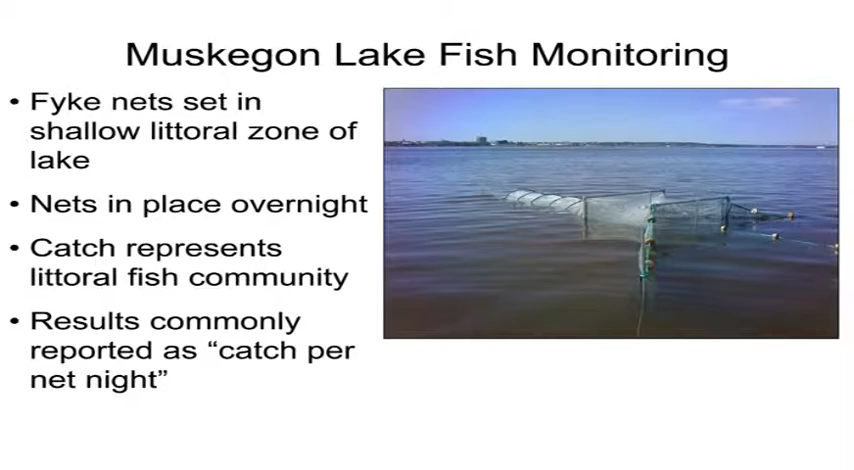 Muskegon Lake Fish Monitoring
• Fyke nets set in
shallow littoral zone of
lake
• Nets in place overnight
• Catch represents
littoral fish community
• Results commonly
reported as “catch per
net night”